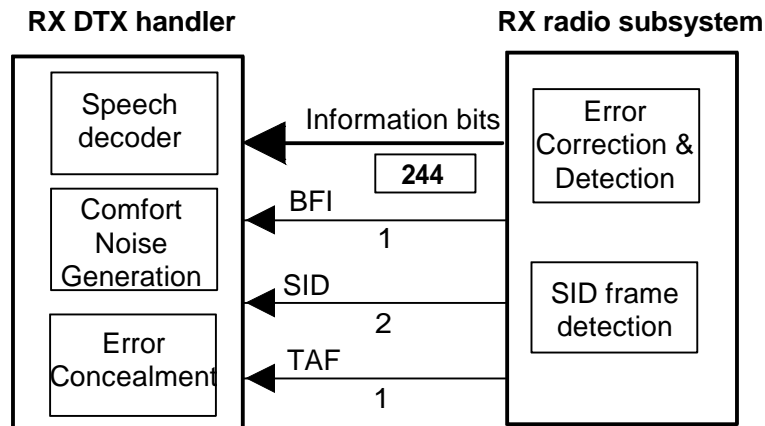 RX DTX handler
RX radio subsystem
Speech
decoder
Comfort
Noise
Generation
Error
Concealment
Information bits
244
BFI
1
SID
2
TAF
1
Error
Correction &
Detection
SID frame
detection